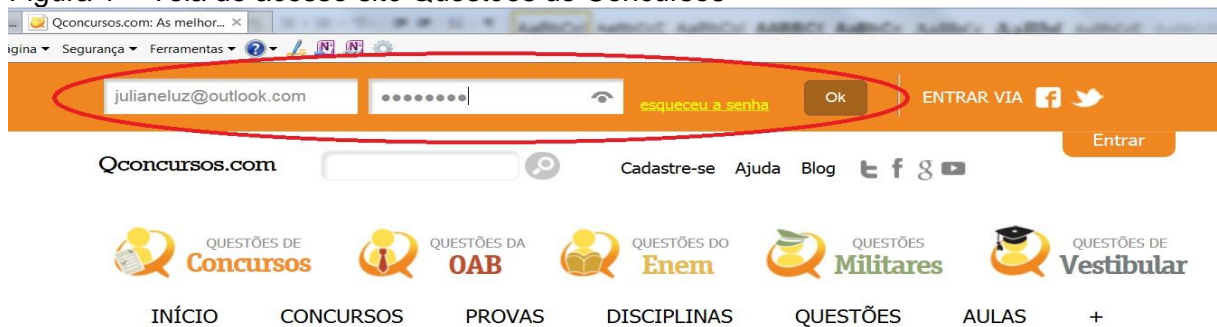 Figura 1 – Tela de acesso site Questões de Concursos
... Qconcursos.com: As melhor... ×
ágina ▾ Segurança ▾ Ferramentas ▾
julianeluz@outlook.com ●●●●●●●● esqueceu a senha Ok ENTRAR VIA
Entrar
Qconcursos.com Cadastre-se Ajuda Blog
QUESTÕES DE QUESTÕES DA QUESTÕES DO QUESTÕES QUESTÕES DE
Concursos OAB Enem Militares Vestibular
INÍCIO CONCURSOS PROVAS DISCIPLINAS QUESTÕES AULAS +